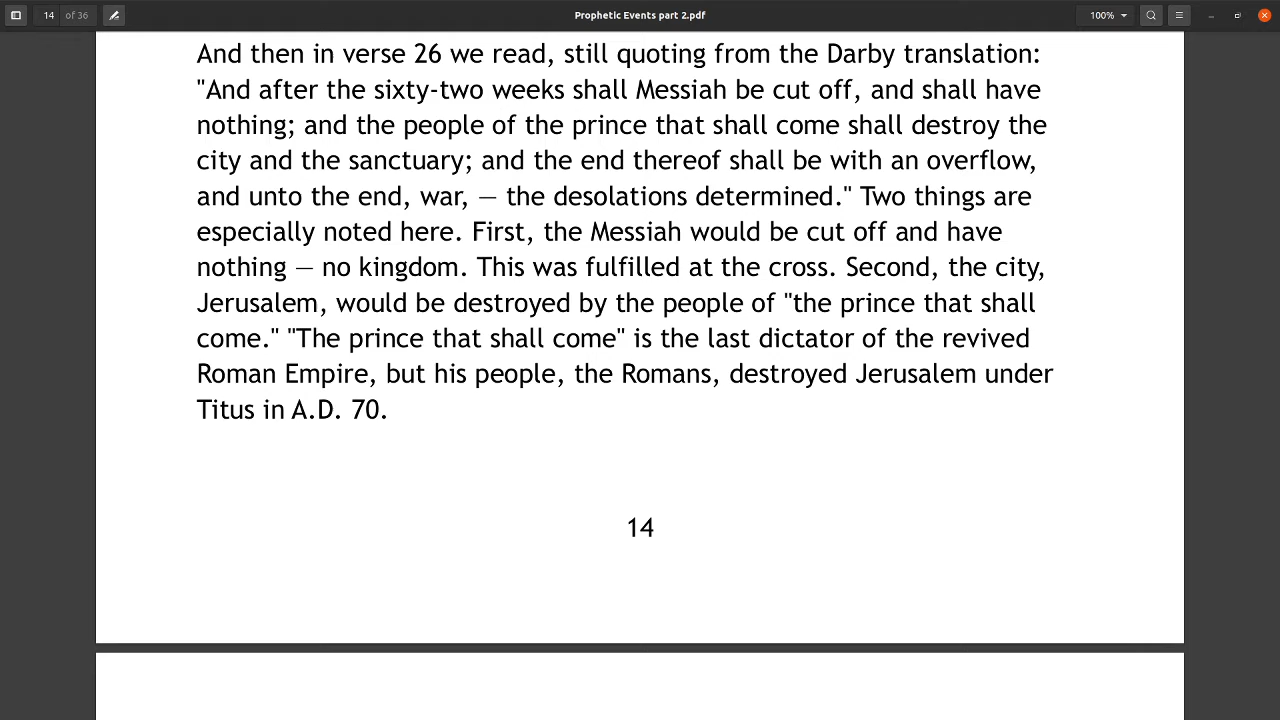 14 of 36
Prophetic Events part 2.pdf
100%
And then in verse 26 we read, still quoting from the Darby translation:
"And after the sixty-two weeks shall Messiah be cut off, and shall have
nothing; and the people of the prince that shall come shall destroy the
city and the sanctuary; and the end thereof shall be with an overflow,
and unto the end, war, — the desolations determined." Two things are
especially noted here. First, the Messiah would be cut off and have
nothing — no kingdom. This was fulfilled at the cross. Second, the city,
Jerusalem, would be destroyed by the people of "the prince that shall
come." "The prince that shall come" is the last dictator of the revived
Roman Empire, but his people, the Romans, destroyed Jerusalem under
Titus in A.D. 70.
14